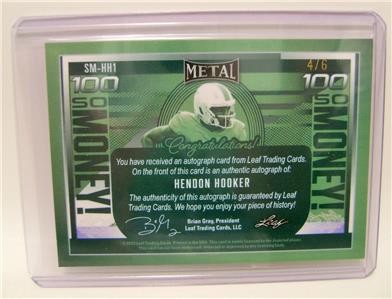 SM-HH1
METAL
4/6
100
100
SO
SO
MONEY!
MONEY!
Congratulations!
You have received an autograph card from Leaf Trading Cards.
On the front of this card is an authentic autograph of:
HENDON HOOKER
The authenticity of this autograph is guaranteed by Leaf
Trading Cards. We hope you enjoy your piece of history!
Brian Gray, President
Leaf Trading Cards, LLC
Leaf